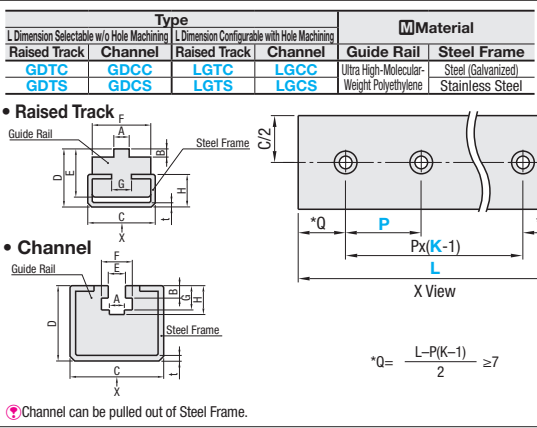 Type
MMaterial
L Dimension Selectable w/o Hole Machining L Dimension Configurable with Hole Machining
Raised Track Channel Raised Track Channel Guide Rail Steel Frame
GDTC GDCC LGTC LGCC Ultra High-Molecular- Steel (Galvanized)
GDTS GDCS LGTS LGCS Weight Polyethylene Stainless Steel
• Raised Track
F
Guide Rail
A
B
Steel Frame
D
E
G
H
t
C
X
C/2
*Q
P
Px(K-1)
L
X View
• Channel
Guide Rail
F
E
A
B
G
H
D
Steel Frame
t
C
X
*Q= L–P(K–1)
2
≥7
Channel can be pulled out of Steel Frame.